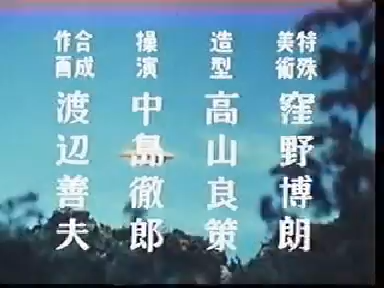 特殊美術
窪野博朗
造型
高山良策
操演
中島徹郎
合成作画
渡辺善夫